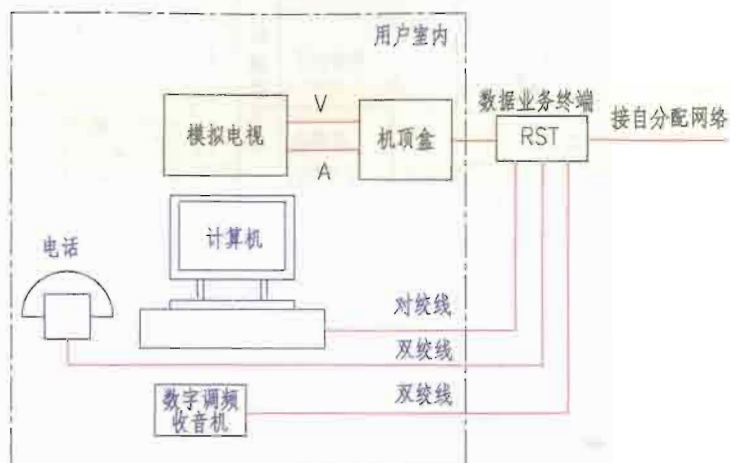 用户室内
V
数据业务终端
模拟电视
机顶盒
RST
接自分配网络
A
计算机
电话
对绞线
双绞线
数字调频
收音机
双绞线